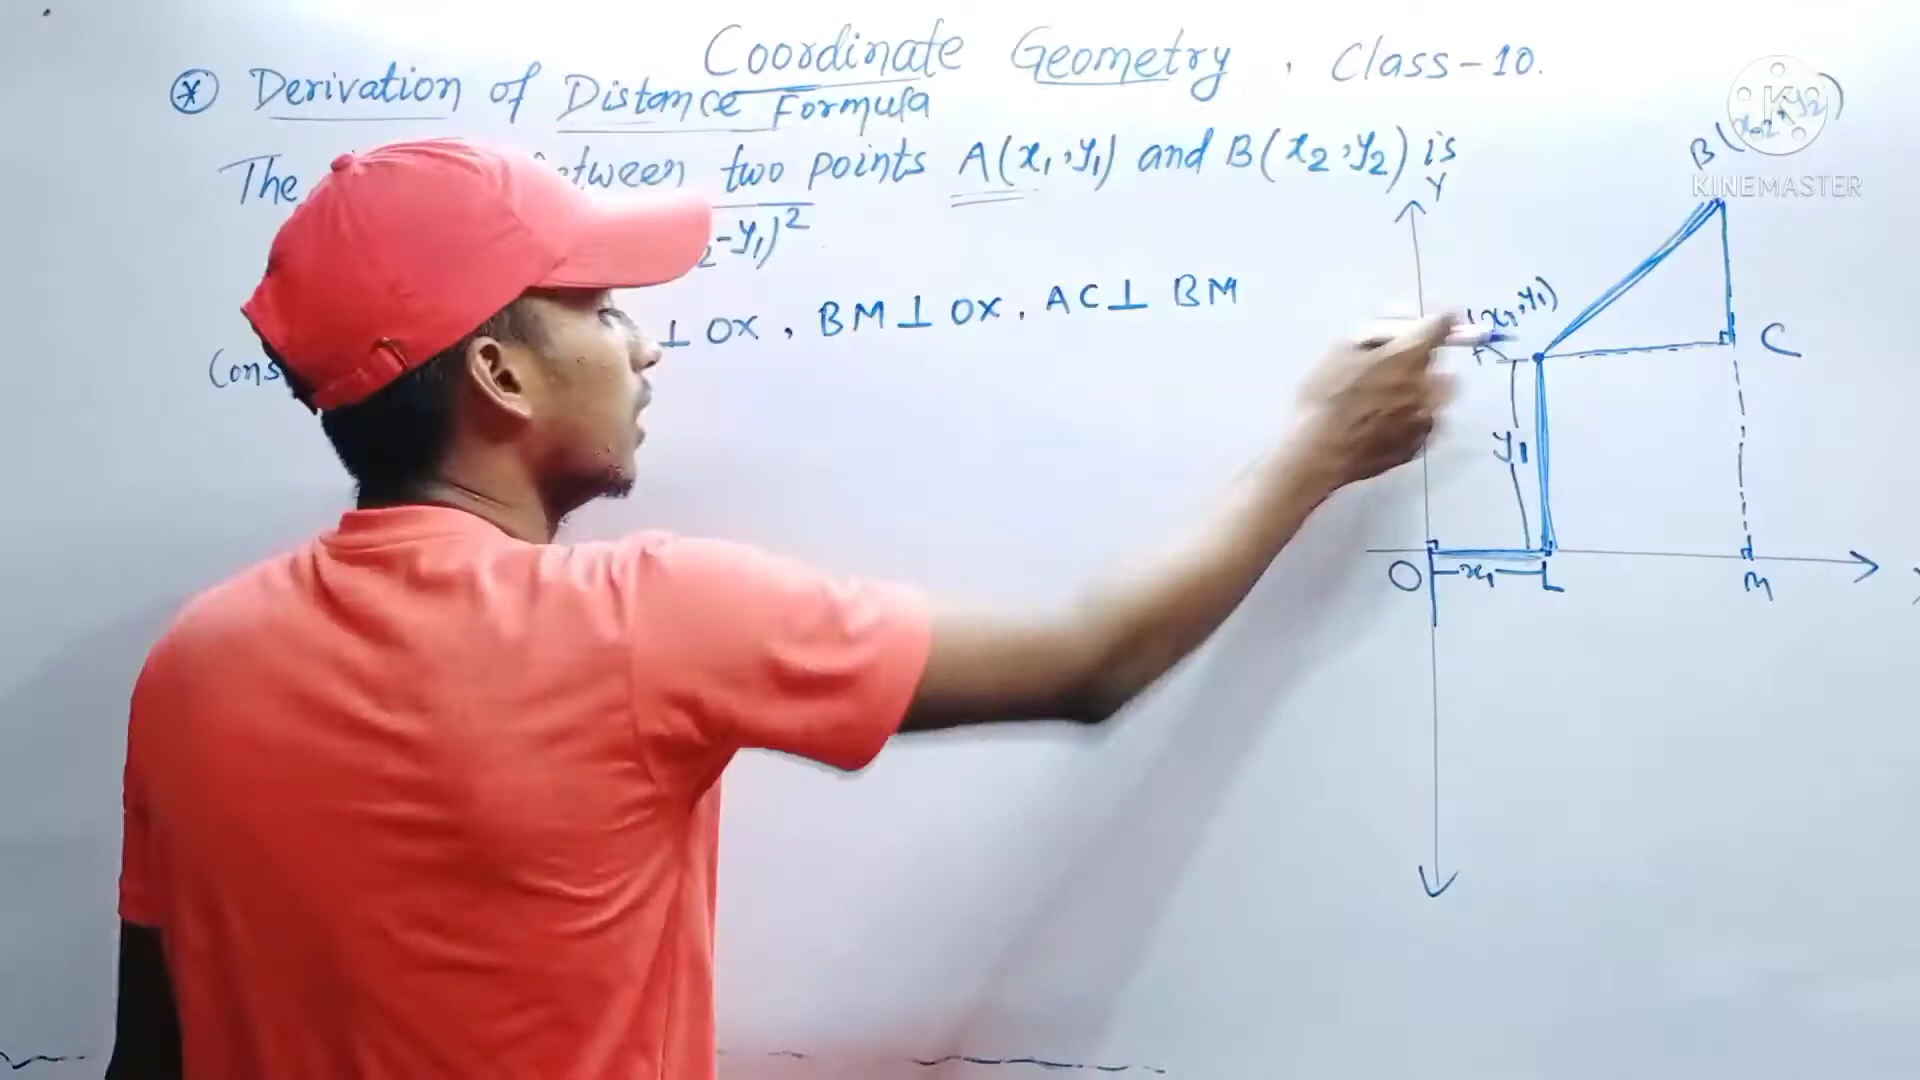 Coordinate Geometry, Class-10.
* Derivation of Distance Formula
The tween two points A(x₁,y₁) and B(x₂,y₂) is
₂-y₁)²
Cons ⊥ OX, BM ⊥ OX, AC ⊥ BM
B(x₂,y₂)
KINEMASTER
Y
(x₁,y₁)
C
y₁
O x₁ L M